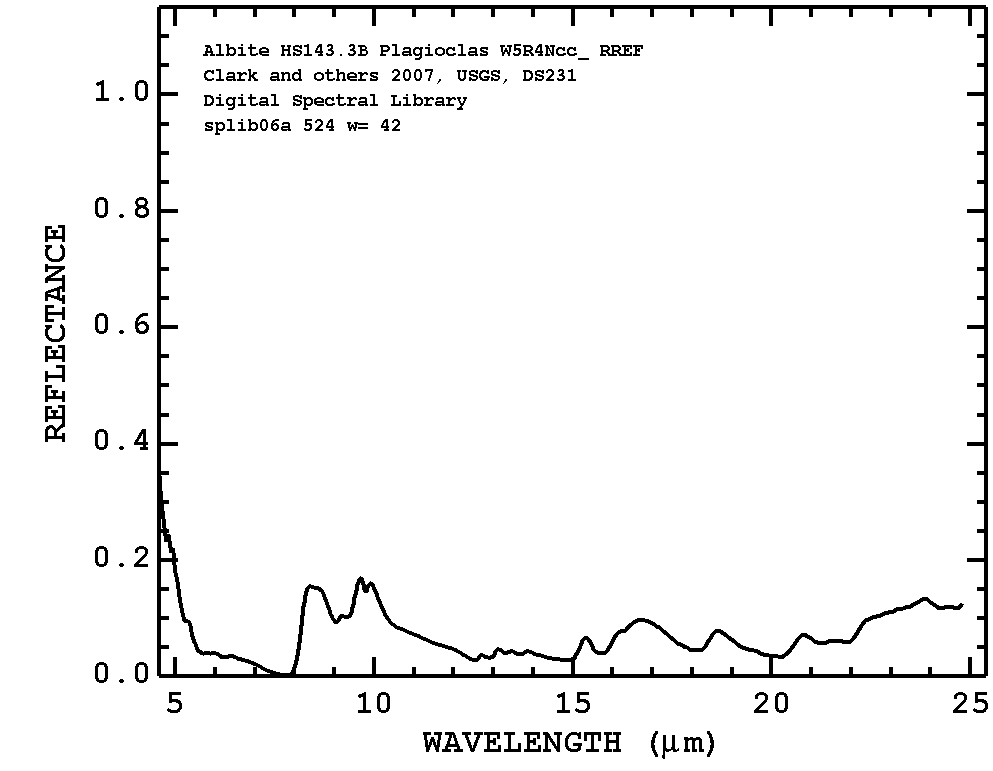 Albite HS143.3B Plagioclas W5R4Ncc_ RREF
Clark and others 2007, USGS, DS231
Digital Spectral Library
splib06a 524 w= 42
REFLECTANCE
1.0
0.8
0.6
0.4
0.2
0.0
5 10 15 20 25
WAVELENGTH (μm)